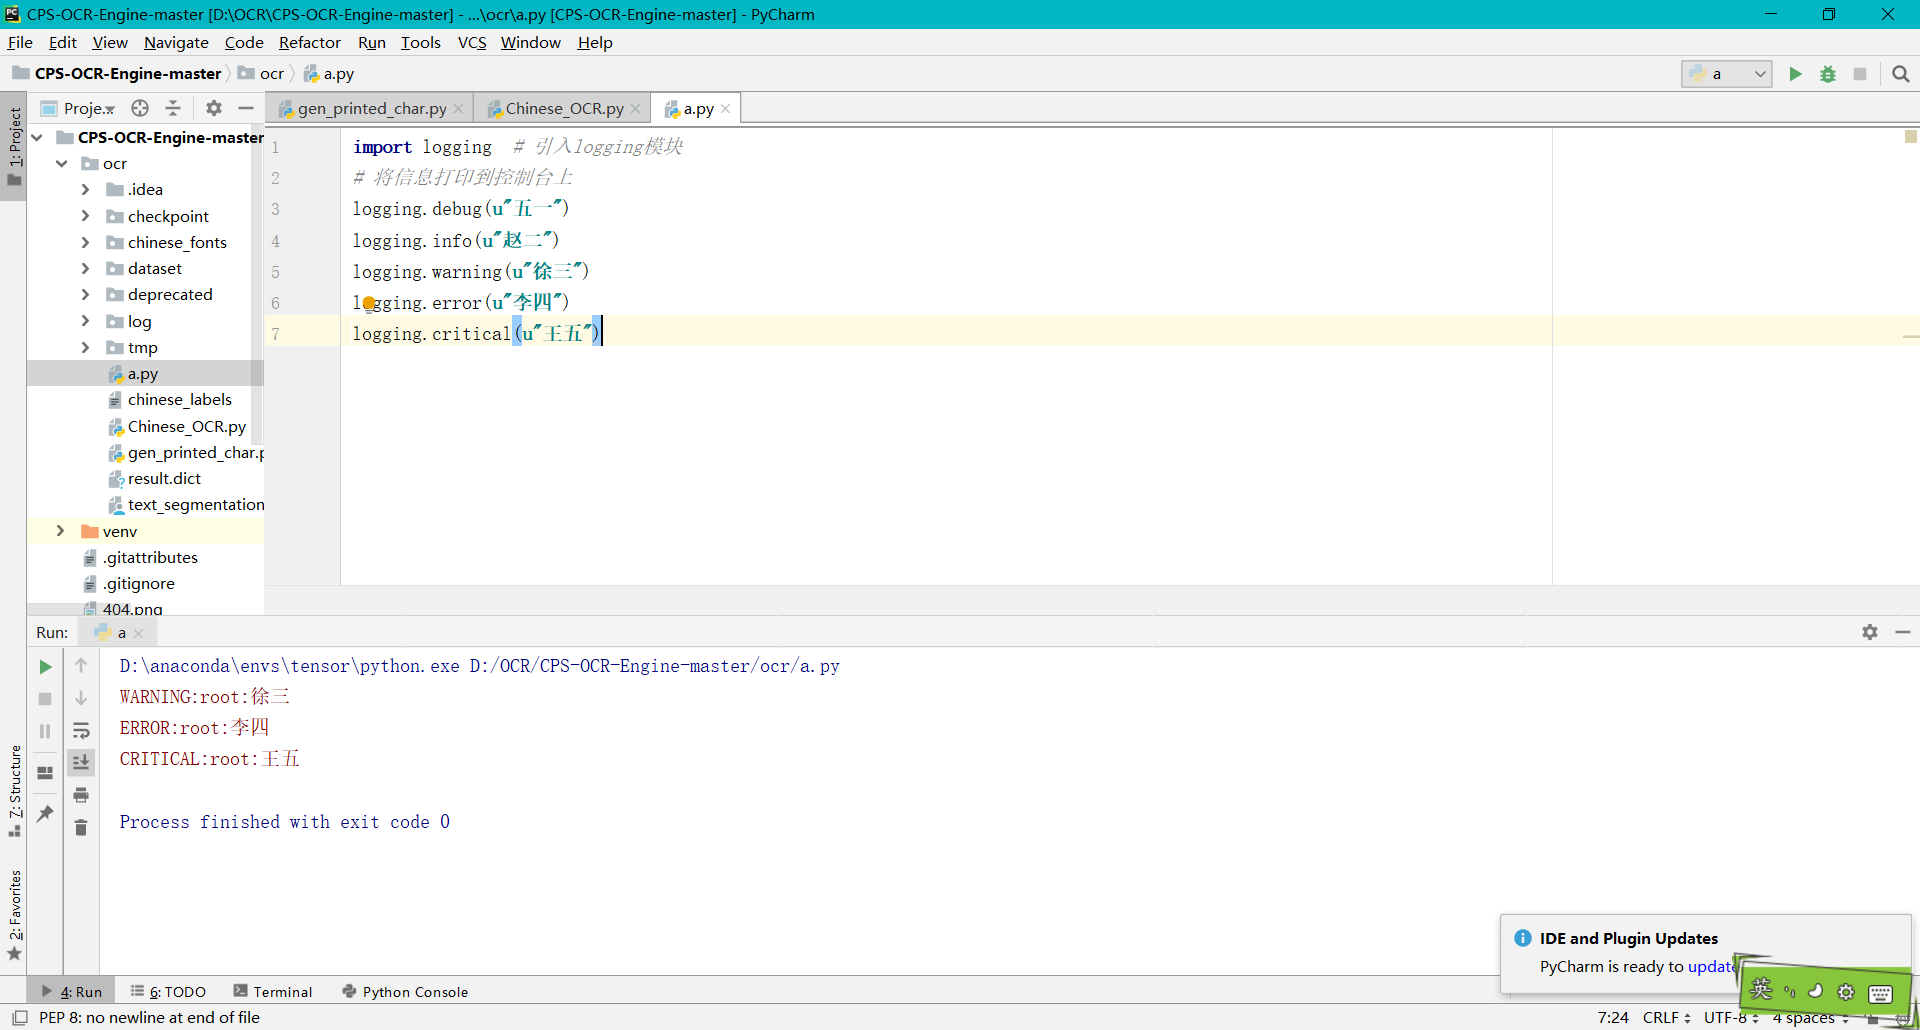 CPS-OCR-Engine-master [D:\OCR\CPS-OCR-Engine-master] - ...\ocr\a.py [CPS-OCR-Engine-master] - PyCharm
File Edit View Navigate Code Refactor Run Tools VCS Window Help
CPS-OCR-Engine-master ocr a.py
a
1: Project
Proje..
gen_printed_char.py Chinese_OCR.py a.py
CPS-OCR-Engine-master
ocr
.idea
checkpoint
chinese_fonts
dataset
deprecated
log
tmp
a.py
chinese_labels
Chinese_OCR.py
gen_printed_char.p
result.dict
text_segmentation
venv
.gitattributes
.gitignore
404.png
1 import logging # 引入logging模块
2 # 将信息打印到控制台上
3 logging.debug(u"五一")
4 logging.info(u"赵二")
5 logging.warning(u"徐三")
6 logging.error(u"李四")
7 logging.critical(u"王五")
Run: a
D:\anaconda\envs\tensor\python.exe D:/OCR/CPS-OCR-Engine-master/ocr/a.py
WARNING:root:徐三
ERROR:root:李四
CRITICAL:root:王五
Process finished with exit code 0
7: Structure
2: Favorites
IDE and Plugin Updates
PyCharm is ready to update
英
4: Run 6: TODO Terminal Python Console
PEP 8: no newline at end of file
7:24 CRLF UTF-8 4 spaces